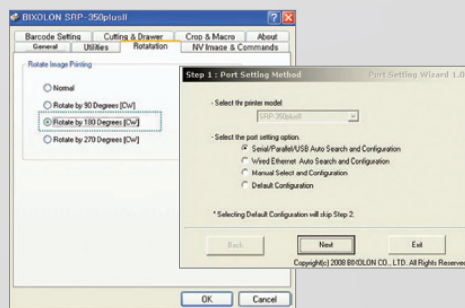 BIXOLON SRP-350plusII
Barcode Setting Cutting & Drawer Crop & Macro About
General Utilities Rotatation NV Image & Commands
Rotate Image Printing
Normal
Rotate by 90 Degrees [CW]
Rotate by 180 Degrees [CW]
Rotate by 270 Degrees [CW]
OK Cancel
Step 1 : Port Setting Method Port Setting Wizard 1.0
- Select the printer model
SRP-350plusII
- Select the port setting option.
Serial/Parallel/USB Auto Search and Configuration
Wired Ethernet Auto Search and Configuration
Manual Select and Configuration
Default Configuration
* Selecting Default Configuration will skip Step 2.
Back Next Exit
Copyright(c) 2008 BIXOLON CO., LTD. All Rights Reserved